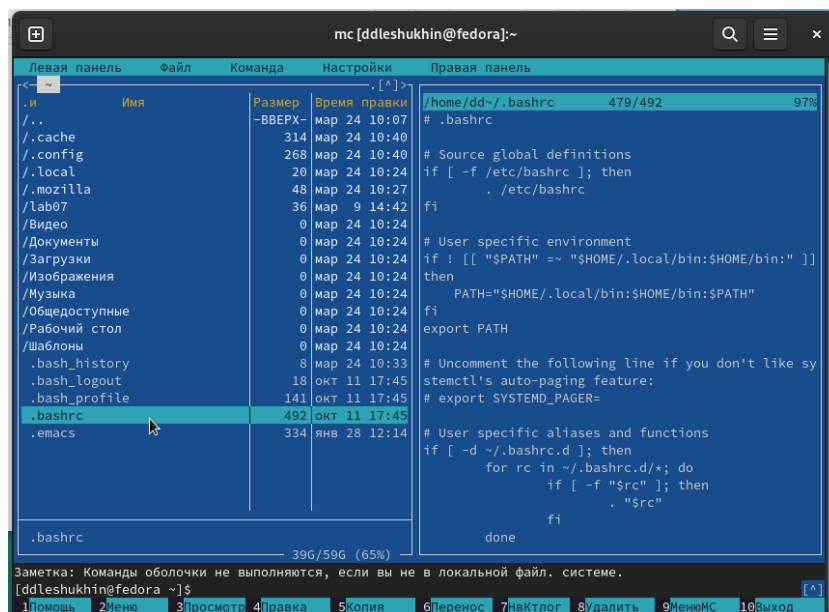 mc [ddleshukhin@fedora]:~
Левая панель Файл Команда Настройки Правая панель
<- ~ .[^]>
.и Имя Размер Время правки
/.. -ВВЕРХ- мар 24 10:07
/.cache 314 мар 24 10:40
/.config 268 мар 24 10:40
/.local 20 мар 24 10:24
/.mozilla 48 мар 24 10:27
/lab07 36 мар 9 14:42
/Видео 0 мар 24 10:24
/Документы 0 мар 24 10:24
/Загрузки 0 мар 24 10:24
/Изображения 0 мар 24 10:24
/Музыка 0 мар 24 10:24
/Общедоступные 0 мар 24 10:24
/Рабочий стол 0 мар 24 10:24
/Шаблоны 0 мар 24 10:24
.bash_history 8 мар 24 10:33
.bash_logout 18 окт 11 17:45
.bash_profile 141 окт 11 17:45
.bashrc 492 окт 11 17:45
.emacs 334 янв 28 12:14
.bashrc
39G/59G (65%)
/home/dd~/.bashrc 479/492 97%
# .bashrc
# Source global definitions
if [ -f /etc/bashrc ]; then
. /etc/bashrc
fi
# User specific environment
if ! [[ "$PATH" =~ "$HOME/.local/bin:$HOME/bin:" ]]
then
PATH="$HOME/.local/bin:$HOME/bin:$PATH"
fi
export PATH
# Uncomment the following line if you don't like sy
stemctl's auto-paging feature:
# export SYSTEMD_PAGER=
# User specific aliases and functions
if [ -d ~/.bashrc.d ]; then
for rc in ~/.bashrc.d/*; do
if [ -f "$rc" ]; then
. "$rc"
fi
done
Заметка: Команды оболочки не выполняются, если вы не в локальной файл. системе.
[ddleshukhin@fedora ~]$ [^]
1Помощь 2Меню 3Просмотр 4Правка 5Копия 6Перенос 7НвКтлог 8Удалить 9МенюMC 10Выход